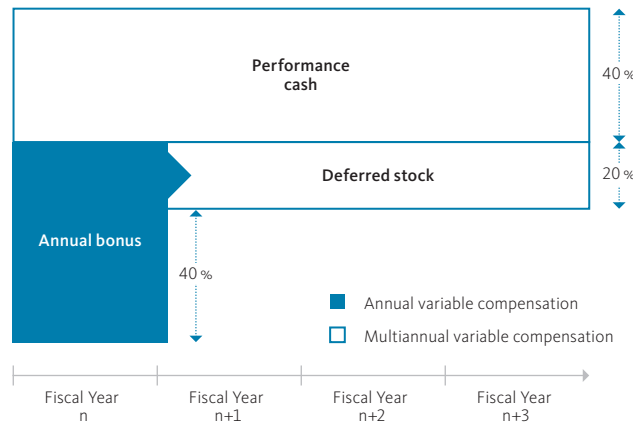 Performance
cash
40 %
Deferred stock
20 %
Annual bonus
40 %
Annual variable compensation
Multiannual variable compensation
Fiscal Year
n
Fiscal Year
n+1
Fiscal Year
n+2
Fiscal Year
n+3